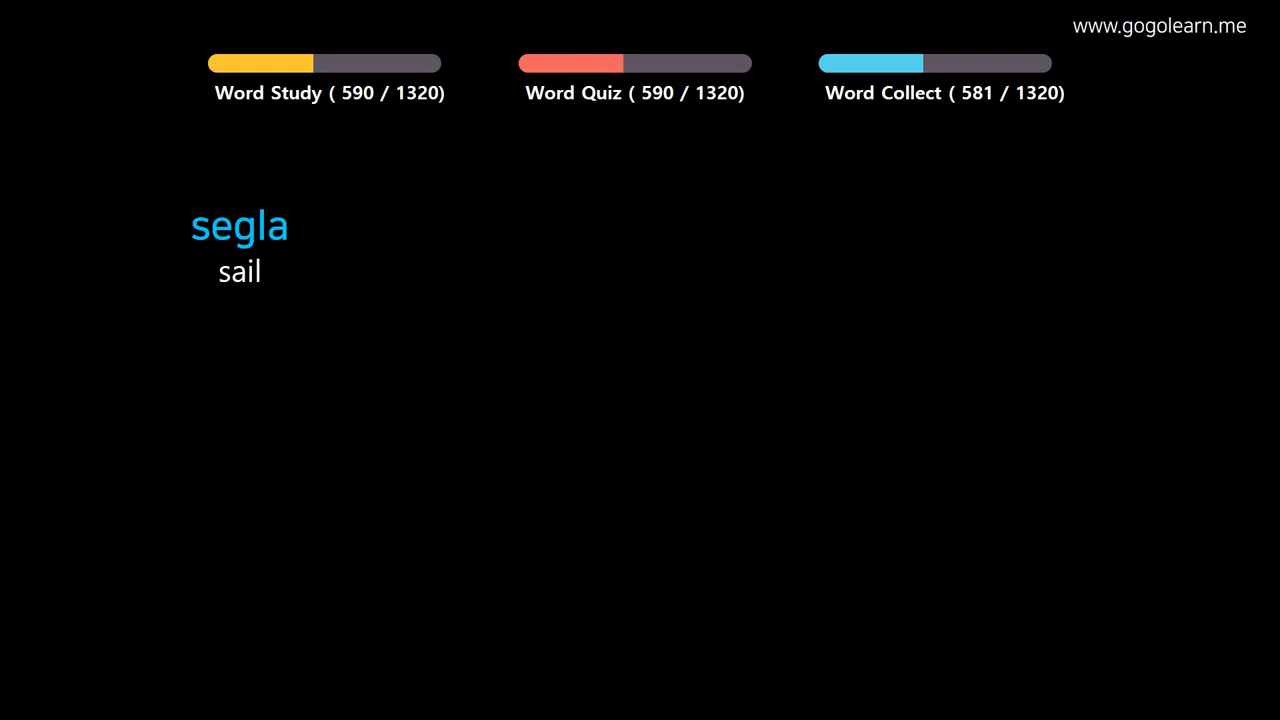 www.gogolearn.me
Word Study ( 590 / 1320)
Word Quiz ( 590 / 1320)
Word Collect ( 581 / 1320)
segla
sail